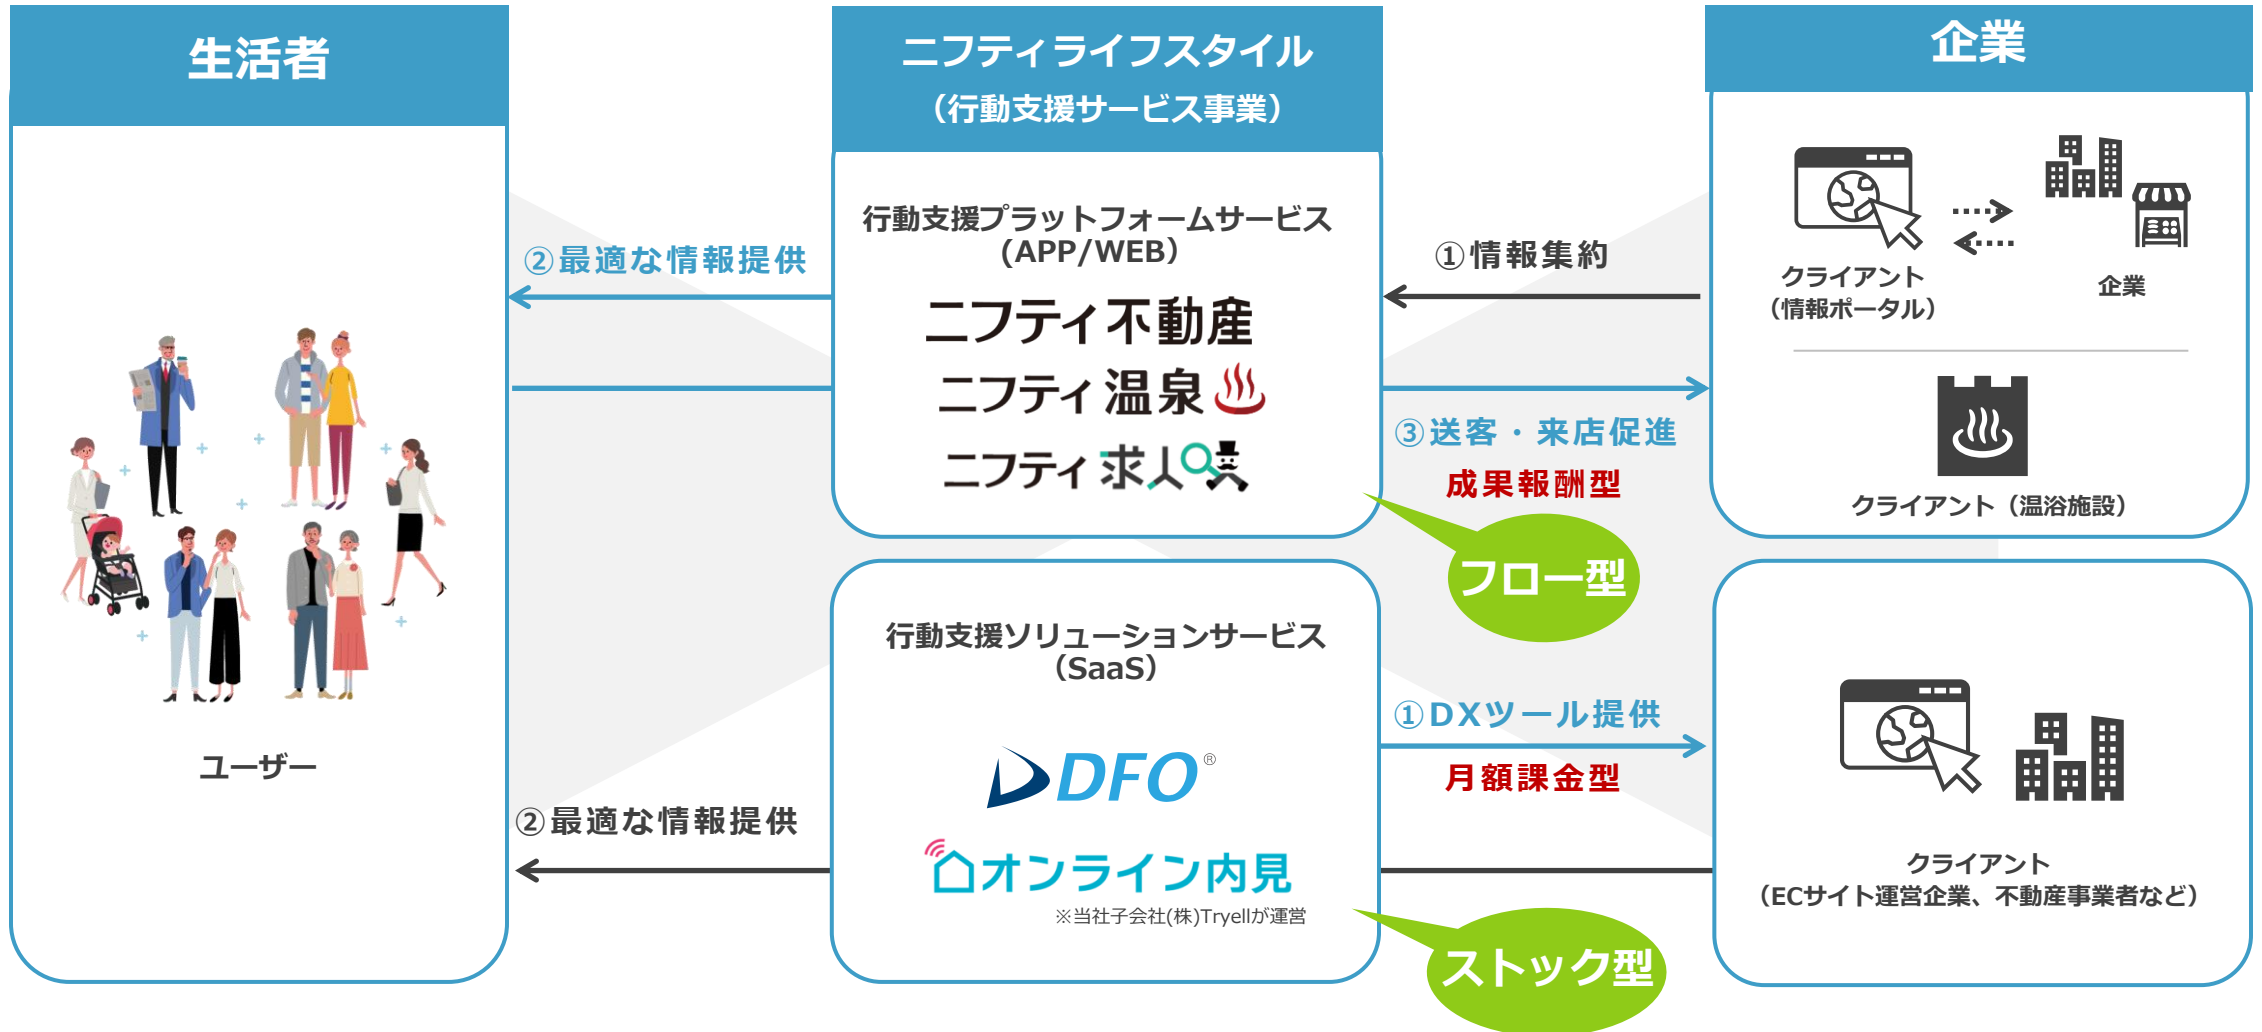 生活者
ユーザー
②最適な情報提供
②最適な情報提供
ニフティライフスタイル
（行動支援サービス事業）
行動支援プラットフォームサービス
(APP/WEB)
ニフティ不動産
ニフティ温泉
ニフティ求人
行動支援ソリューションサービス
（SaaS）
DFO®
オンライン内見
※当社子会社(株)Tryellが運営
①情報集約
③送客・来店促進
成果報酬型
フロー型
①DXツール提供
月額課金型
ストック型
企業
クライアント
（情報ポータル）
企業
クライアント（温浴施設）
クライアント
（ECサイト運営企業、不動産事業者など）